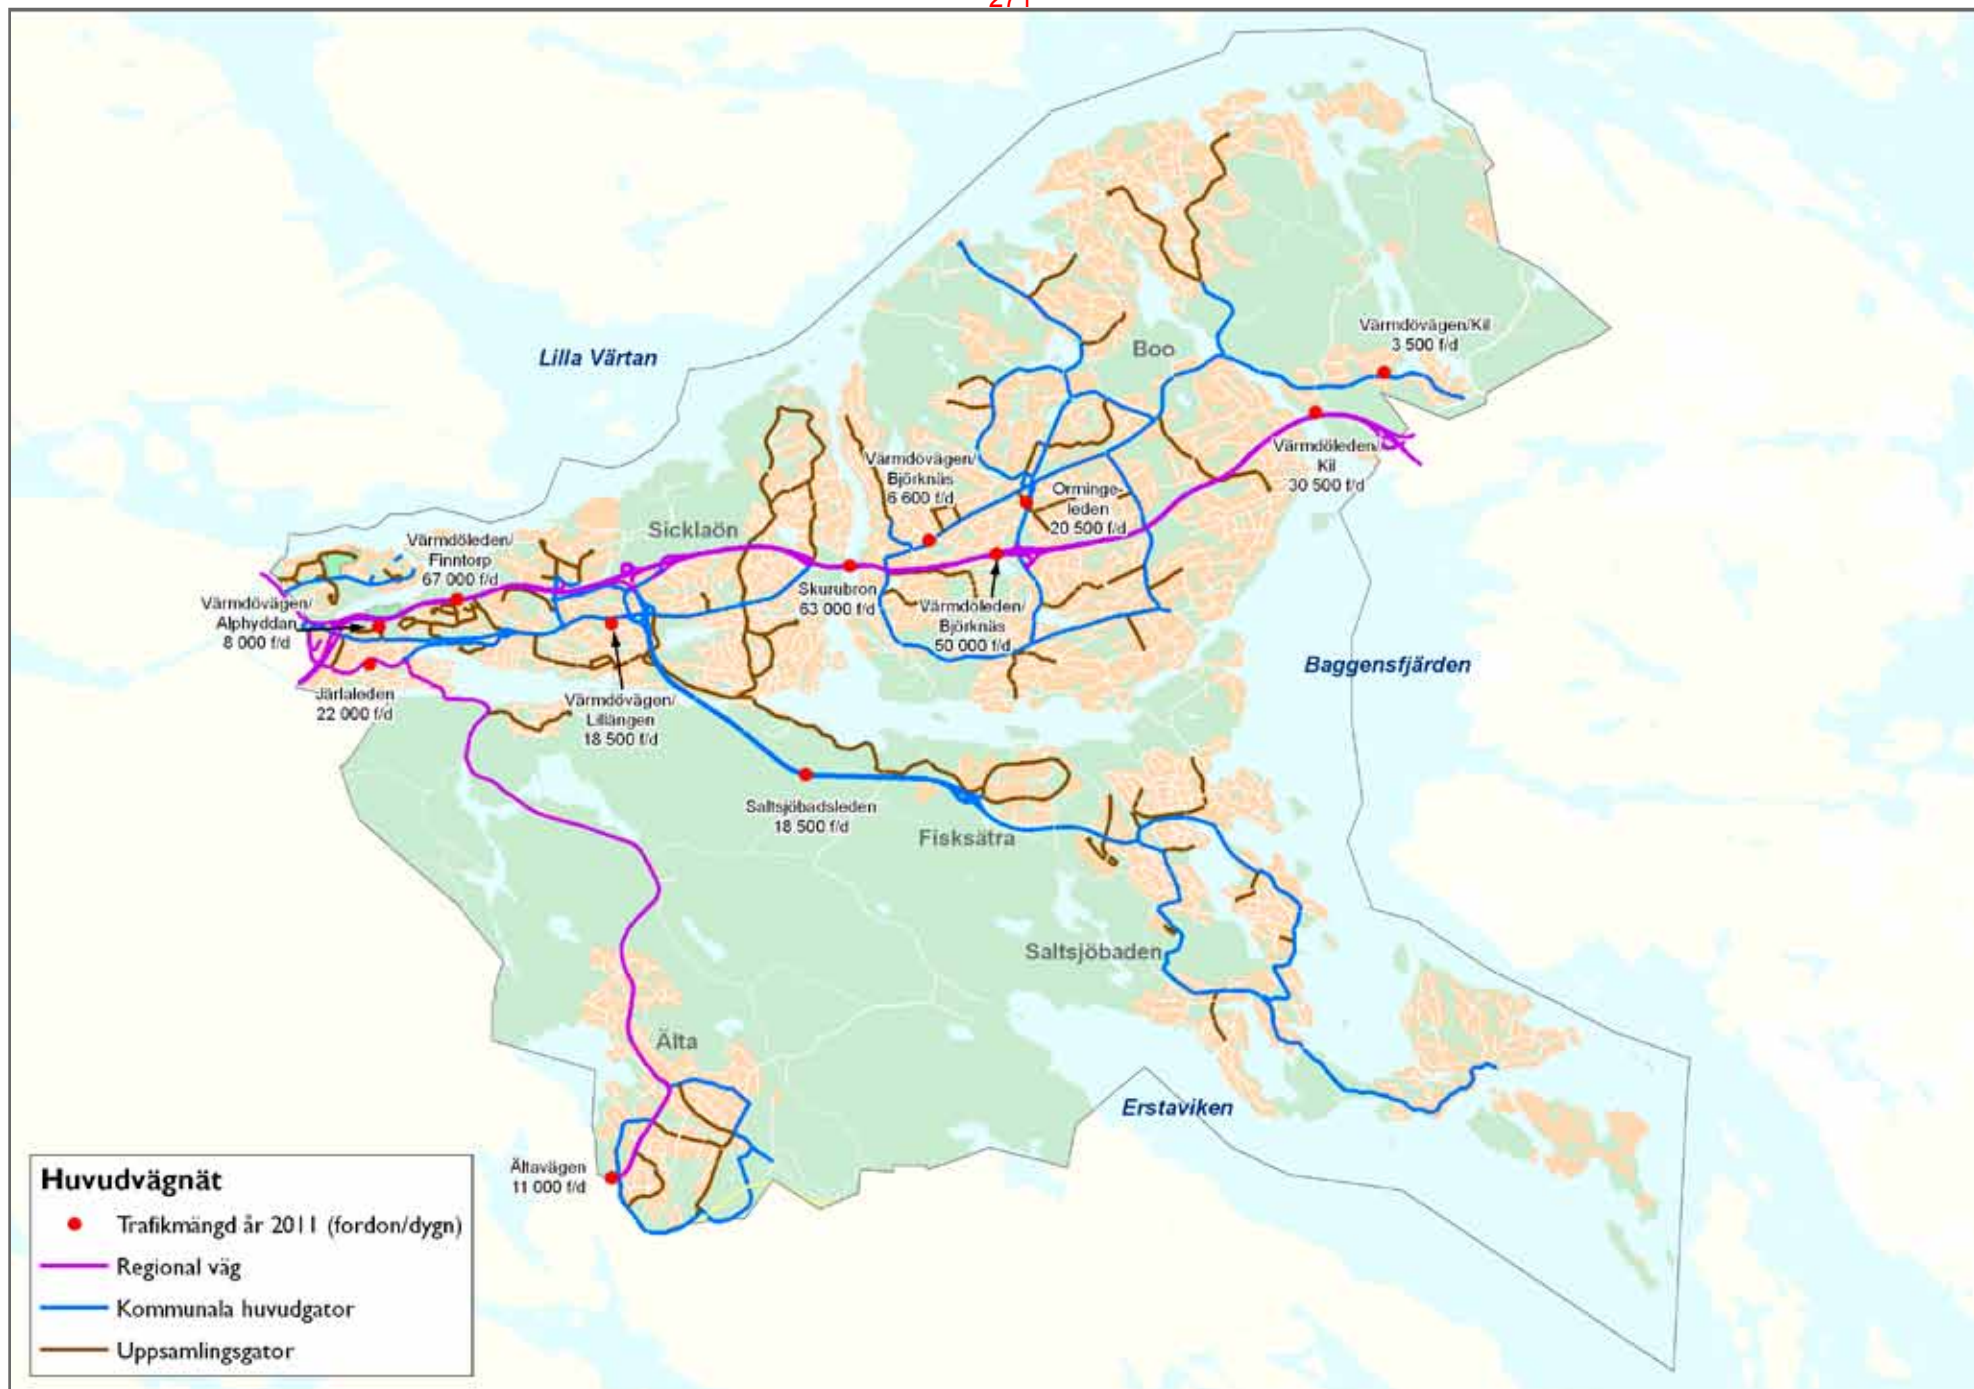 271
Lilla Värtan
Värmdövägen/Kil
3 500 f/d
Boo
Värmdöleden/
Kil
30 500 f/d
Värmdövägen/
Björknäs
6 600 f/d
Orminge-
leden
20 500 f/d
Sicklaön
Värmdöleden/
Finntorp
67 000 f/d
Värmdövägen/
Alphyddan
8 000 f/d
Skurubron
63 000 f/d
Värmdöleden/
Björknäs
50 000 f/d
Baggensfjärden
Järlaleden
22 000 f/d
Värmdövägen/
Lillängen
18 500 f/d
Saltsjöbadsleden
18 500 f/d
Fisksätra
Saltsjöbaden
Älta
Erstaviken
Ältavägen
11 000 f/d
Huvudvägnät
Trafikmängd år 2011 (fordon/dygn)
Regional väg
Kommunala huvudgator
Uppsamlingsgator